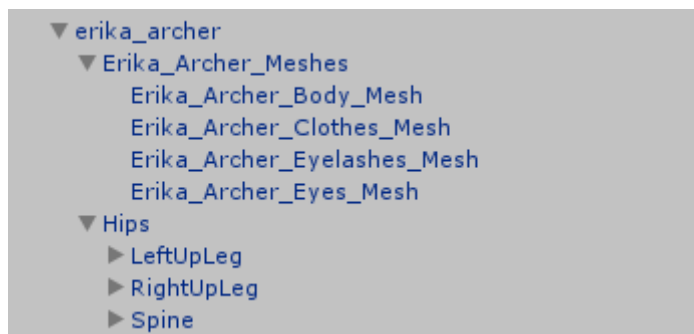 erika_archer
Erika_Archer_Meshes
Erika_Archer_Body_Mesh
Erika_Archer_Clothes_Mesh
Erika_Archer_Eyelashes_Mesh
Erika_Archer_Eyes_Mesh
Hips
LeftUpLeg
RightUpLeg
Spine